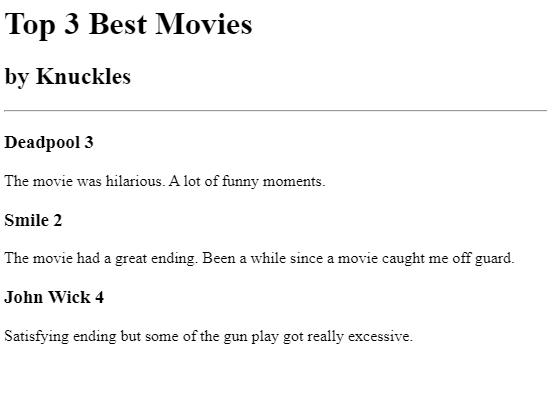 Top 3 Best Movies
by Knuckles
Deadpool 3
The movie was hilarious. A lot of funny moments.
Smile 2
The movie had a great ending. Been a while since a movie caught me off guard.
John Wick 4
Satisfying ending but some of the gun play got really excessive.